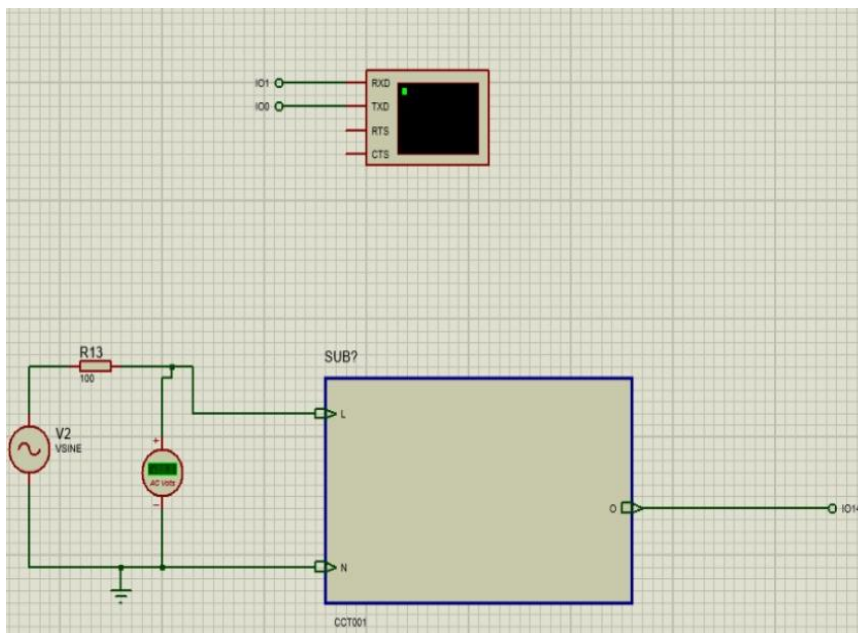 IO1
RXD
IO0
TXD
RTS
CTS
R13
100
SUB?
L
V2
VSINE
+
AC Volts
-
O
IO14
N
CCT001